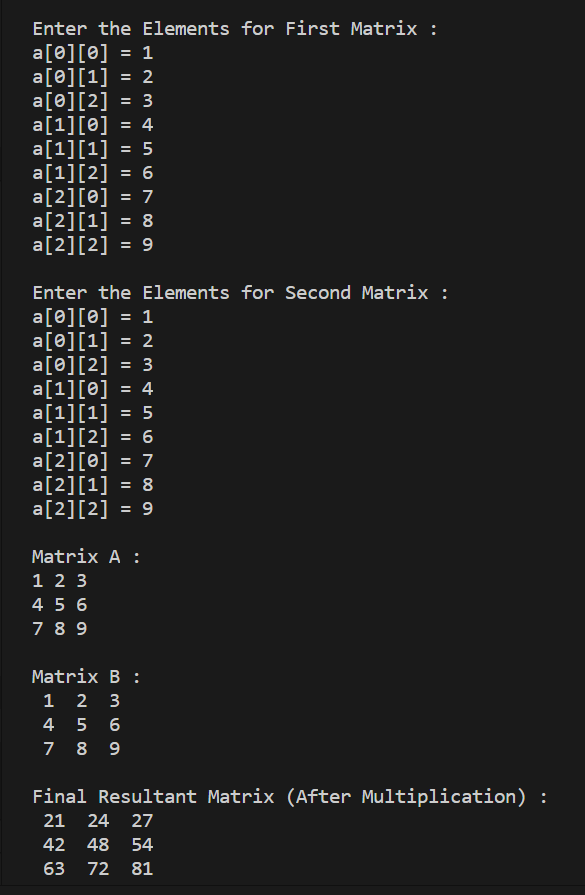 Enter the Elements for First Matrix :
a[0][0] = 1
a[0][1] = 2
a[0][2] = 3
a[1][0] = 4
a[1][1] = 5
a[1][2] = 6
a[2][0] = 7
a[2][1] = 8
a[2][2] = 9

Enter the Elements for Second Matrix :
a[0][0] = 1
a[0][1] = 2
a[0][2] = 3
a[1][0] = 4
a[1][1] = 5
a[1][2] = 6
a[2][0] = 7
a[2][1] = 8
a[2][2] = 9

Matrix A :
1 2 3
4 5 6
7 8 9

Matrix B :
 1  2  3
 4  5  6
 7  8  9

Final Resultant Matrix (After Multiplication) :
 21  24  27
 42  48  54
 63  72  81